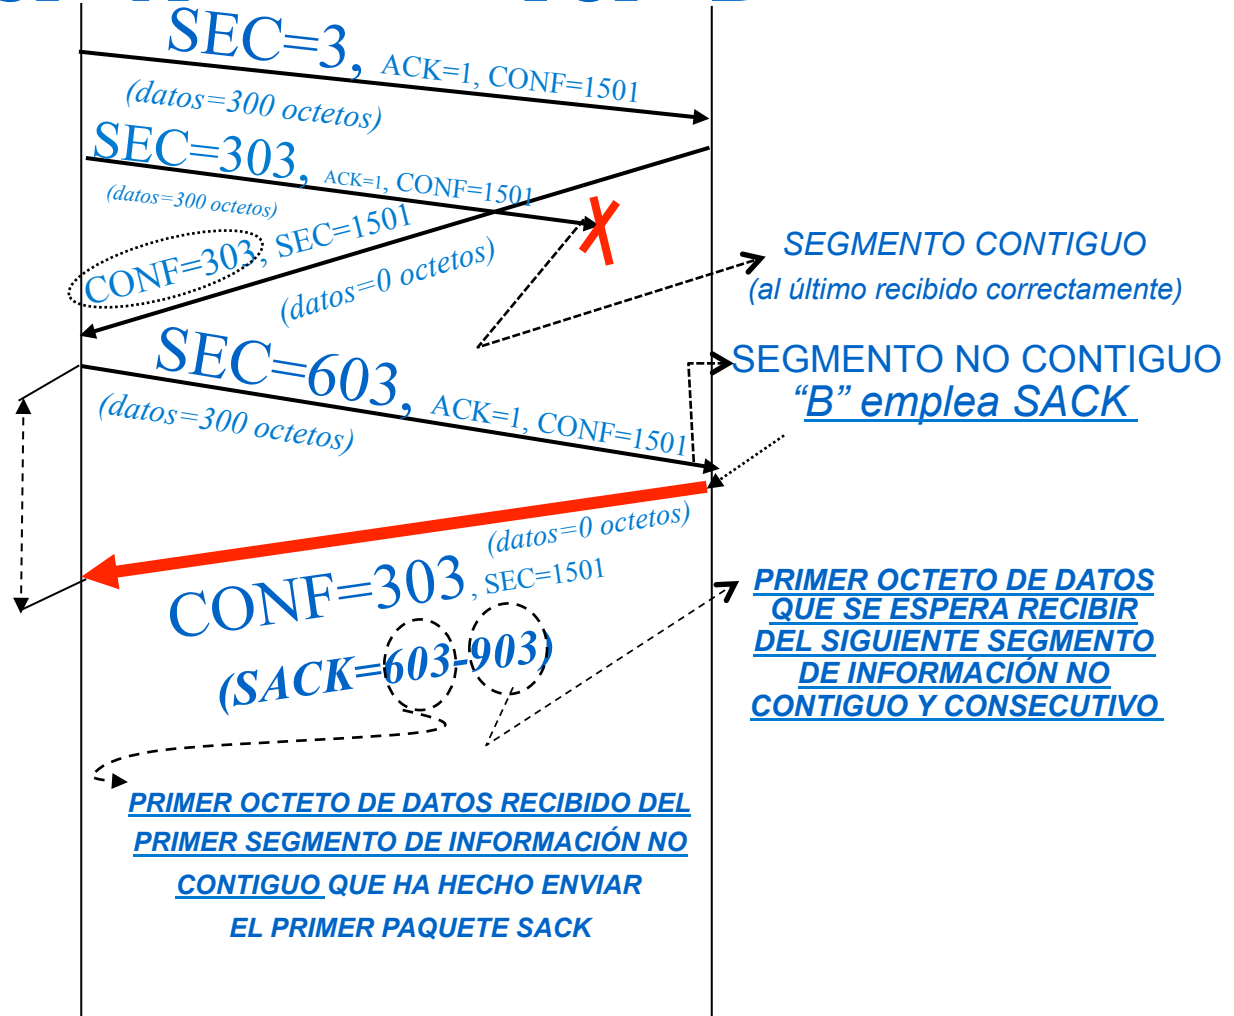 SEC=3, ACK=1, CONF=1501
(datos=300 octetos)
SEC=303, ACK=1, CONF=1501
(datos=300 octetos)
CONF=303, SEC=1501
(datos=0 octetos)
SEGMENTO CONTIGUO
(al último recibido correctamente)
SEC=603, ACK=1, CONF=1501
(datos=300 octetos)
SEGMENTO NO CONTIGUO
“B” emplea SACK
(datos=0 octetos)
CONF=303, SEC=1501
(SACK=603-903)
PRIMER OCTETO DE DATOS
QUE SE ESPERA RECIBIR
DEL SIGUIENTE SEGMENTO
DE INFORMACIÓN NO
CONTIGUO Y CONSECUTIVO
PRIMER OCTETO DE DATOS RECIBIDO DEL
PRIMER SEGMENTO DE INFORMACIÓN NO
CONTIGUO QUE HA HECHO ENVIAR
EL PRIMER PAQUETE SACK